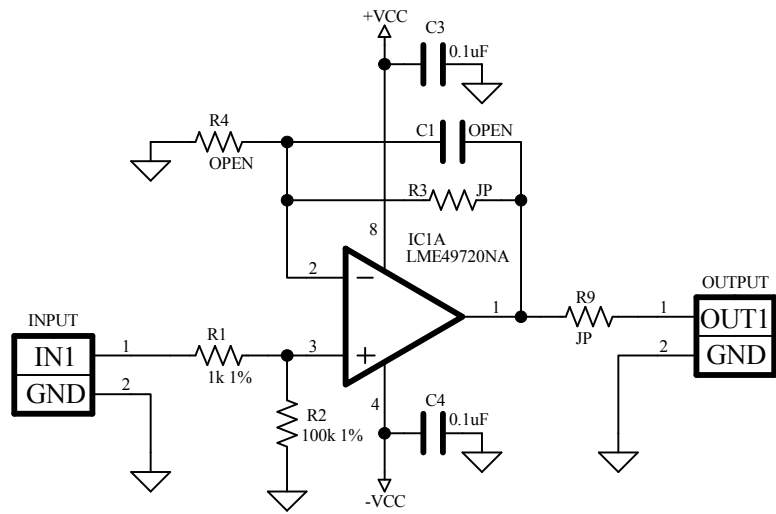 +VCC
C3
0.1uF
R4
OPEN
C1
OPEN
R3
JP
8
IC1A
LME49720NA
2
1
3
4
INPUT
IN1
1
GND
2
R1
1k 1%
R2
100k 1%
C4
0.1uF
-VCC
R9
JP
OUTPUT
1
OUT1
2
GND